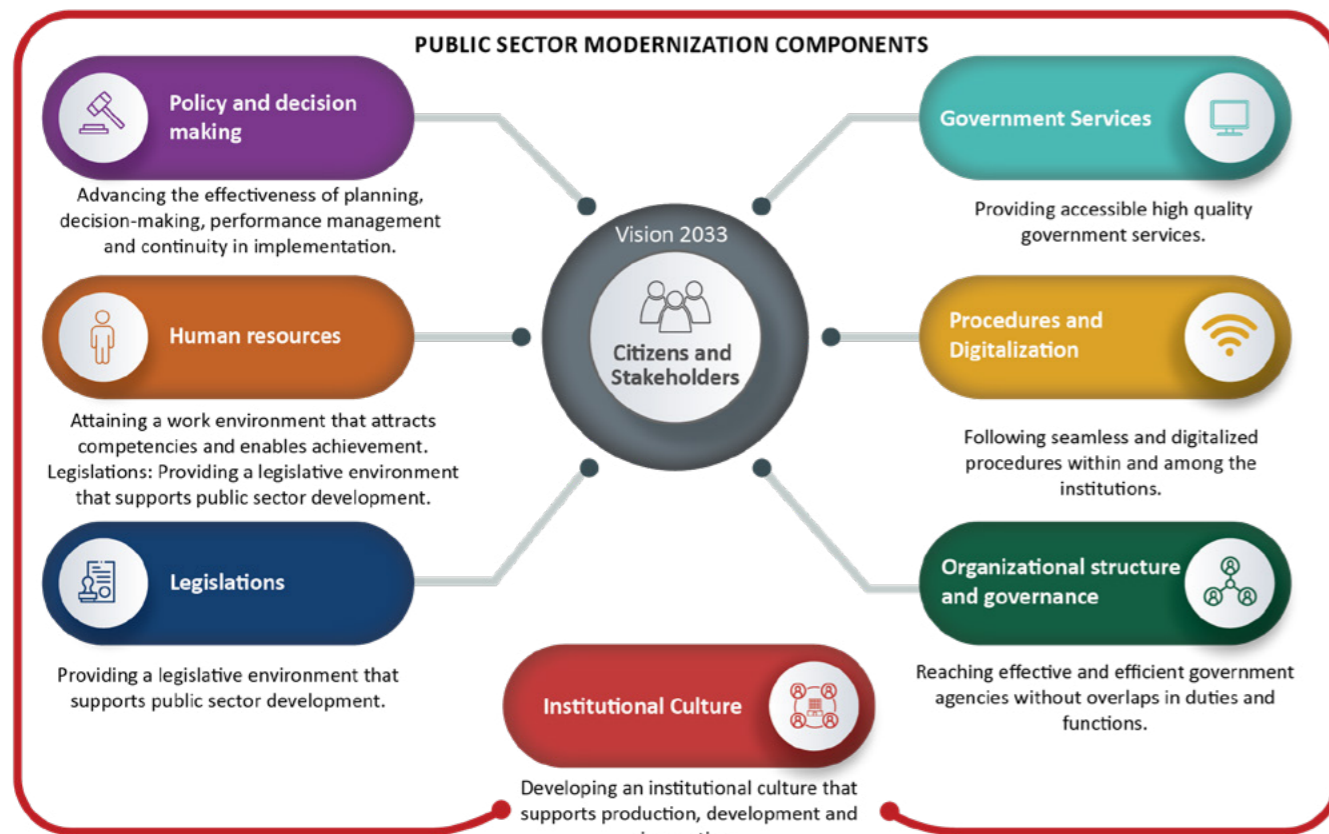 PUBLIC SECTOR MODERNIZATION COMPONENTS
Policy and decision
making
Advancing the effectiveness of planning,
decision-making, performance management
and continuity in implementation.
Human resources
Attaining a work environment that attracts
competencies and enables achievement.
Legislations: Providing a legislative environment
that supports public sector development.
Legislations
Providing a legislative environment that
supports public sector development.
Vision 2033
Citizens and
Stakeholders
Government Services
Providing accessible high quality
government services.
Procedures and
Digitalization
Following seamless and digitalized
procedures within and among the
institutions.
Organizational structure
and governance
Reaching effective and efficient government
agencies without overlaps in duties and
functions.
Institutional Culture
Developing an institutional culture that
supports production, development and